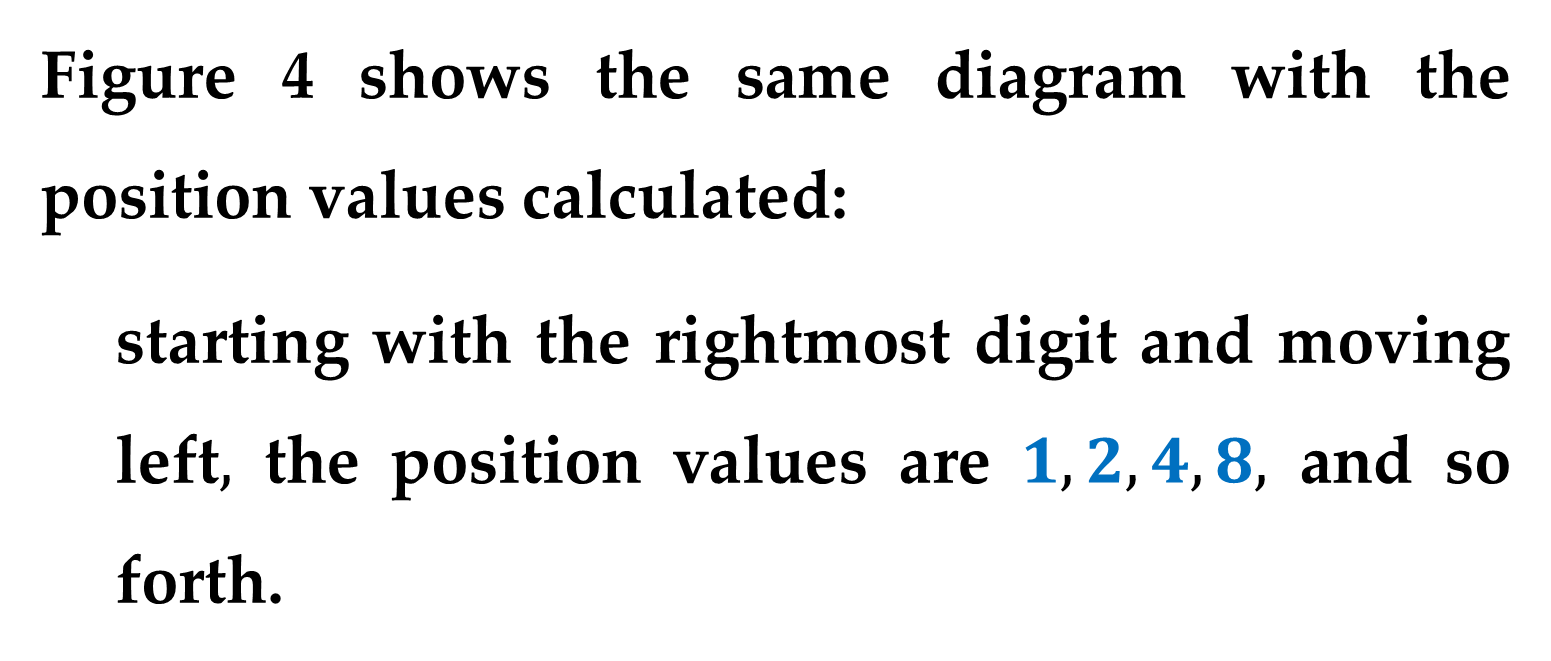 Figure 4 shows the same diagram with the
position values calculated:
starting with the rightmost digit and moving
left, the position values are 1, 2, 4, 8, and so
forth.